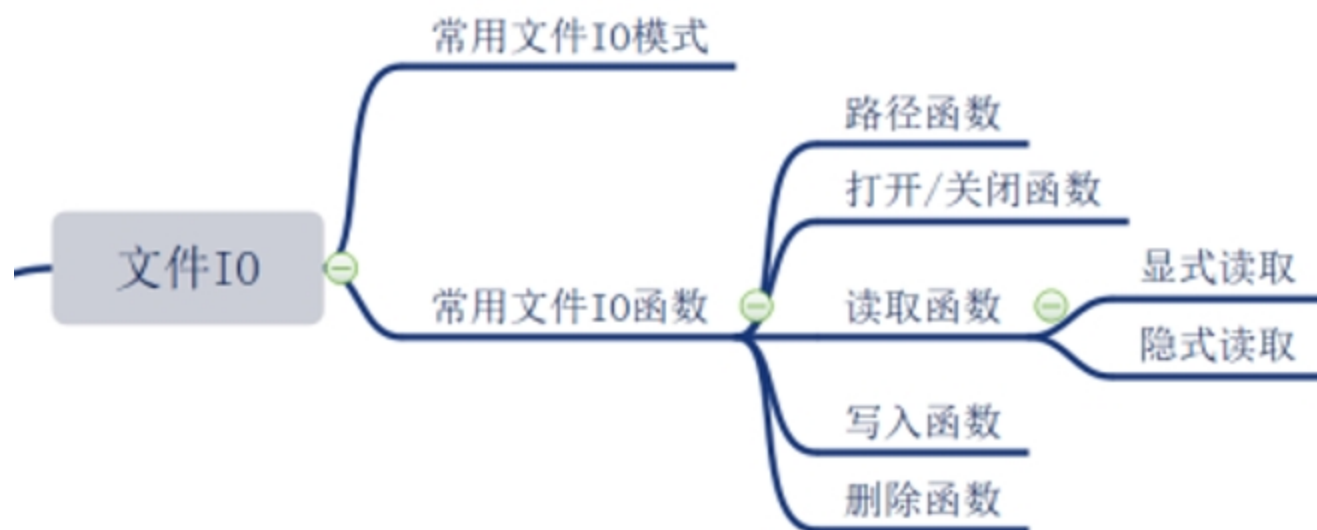 常用文件IO模式
路径函数
打开/关闭函数
显式读取
文件IO
常用文件IO函数
读取函数
隐式读取
写入函数
删除函数